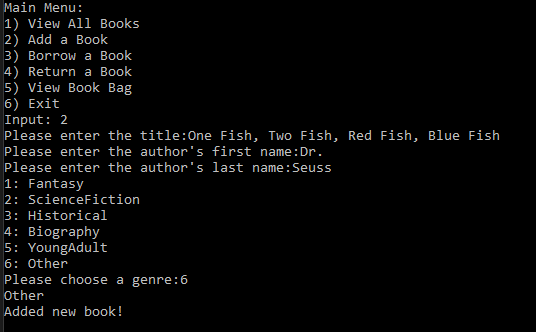 Main Menu:
1) View All Books
2) Add a Book
3) Borrow a Book
4) Return a Book
5) View Book Bag
6) Exit
Input: 2
Please enter the title:One Fish, Two Fish, Red Fish, Blue Fish
Please enter the author's first name:Dr.
Please enter the author's last name:Seuss
1: Fantasy
2: ScienceFiction
3: Historical
4: Biography
5: YoungAdult
6: Other
Please choose a genre:6
Other
Added new book!